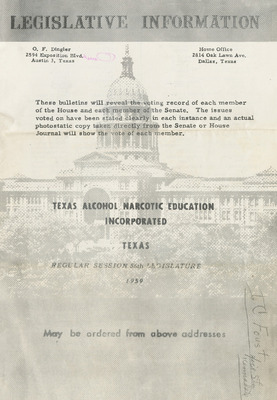 LEGISLATIVE INFORMATION
O. F. Dingler
2594 Exposition Blvd.
Austin 3, Texas
Home Office
2614 Oak Lawn Ave.
Dallas, Texas
These bulletins will reveal the voting record of each member
of the House and each member of the Senate. The issues
voted on have been stated clearly in each instance and an actual
photostatic copy taken directly from the Senate or House
Journal will show the vote of each member.
TEXAS ALCOHOL NARCOTIC EDUCATION
INCORPORATED
TEXAS
REGULAR SESSION 56th LEGISLATURE
1959
May be ordered from above addresses